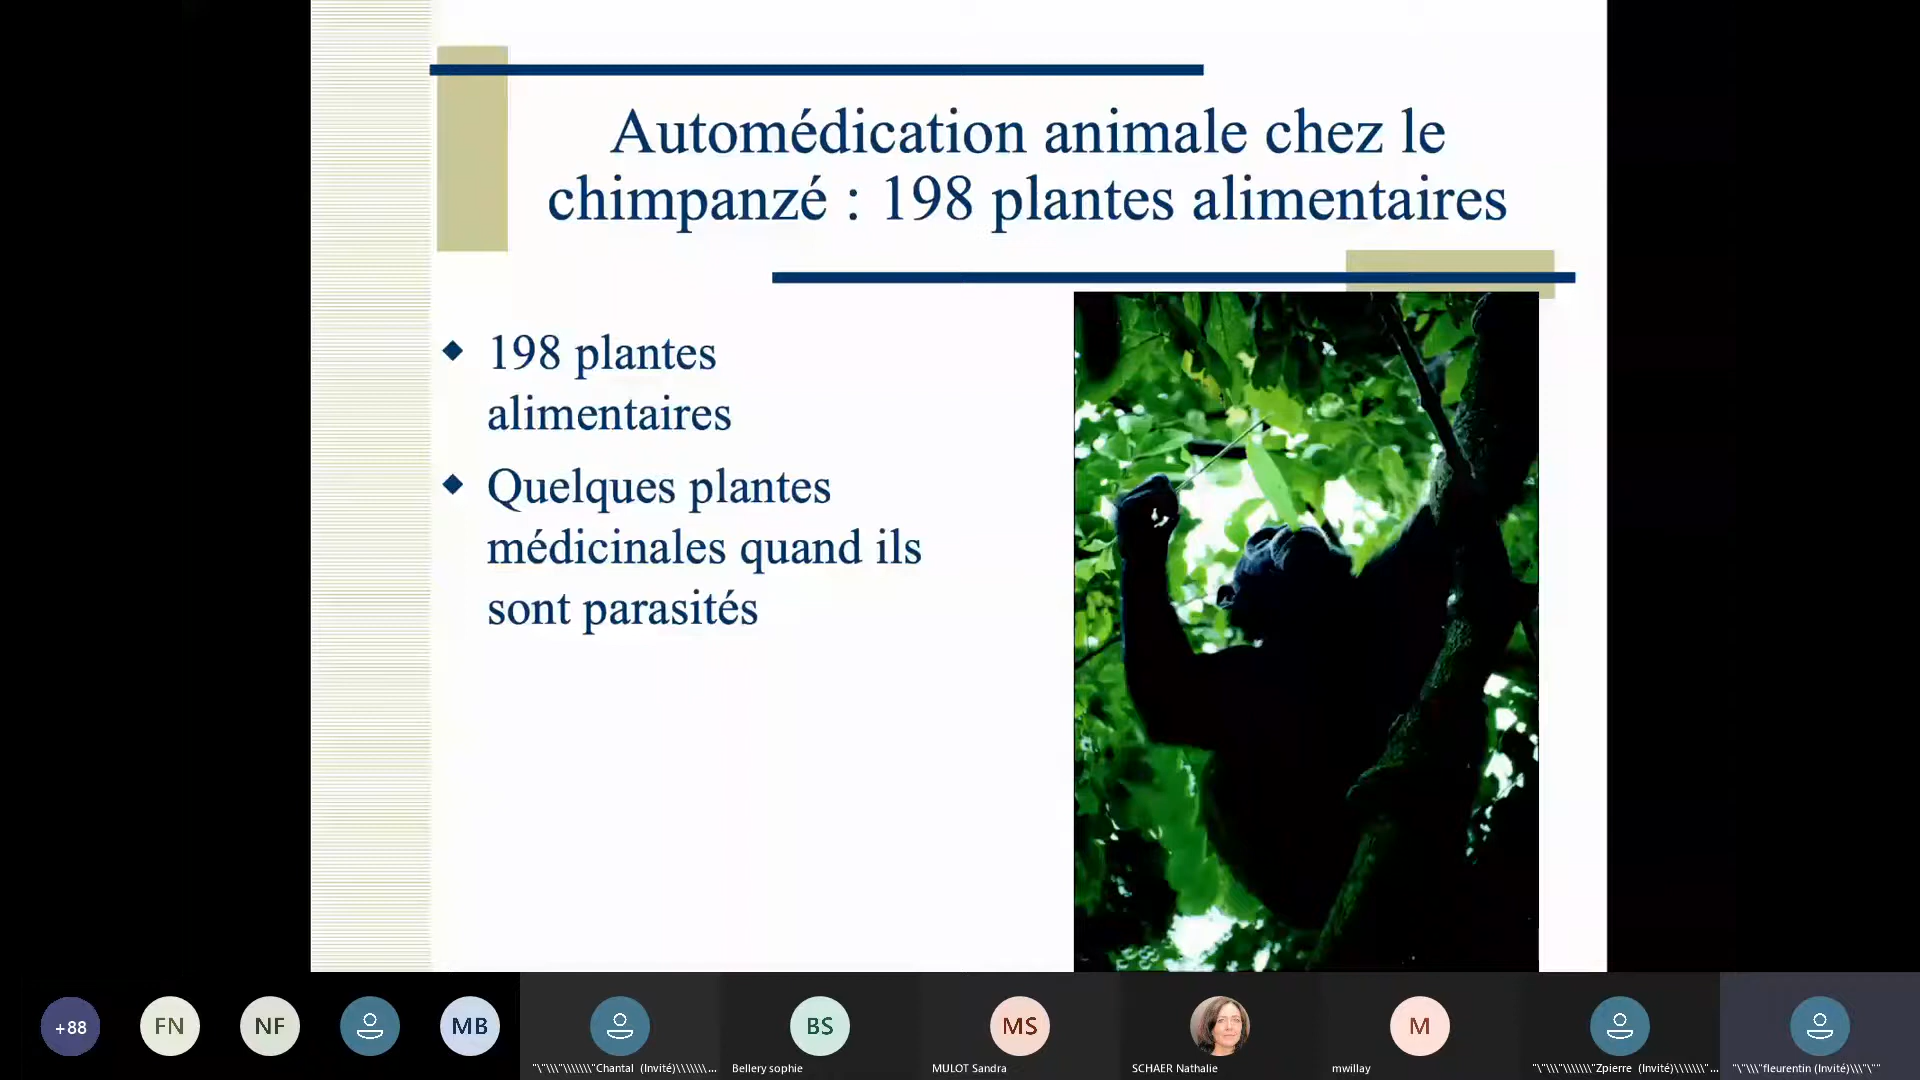 Automédication animale chez le
chimpanzé : 198 plantes alimentaires
198 plantes
alimentaires
Quelques plantes
médicinales quand ils
sont parasités
+88
FN
NF
MB
BS
MS
M
"\"\\\"\\\\\\\"Chantal (Invité)\\\\\\\...
Bellery sophie
MULOT Sandra
SCHAER Nathalie
mwillay
"\"\\\"\\\\\\\"Zpierre (Invité)\\\\\\\"...
"\"\\\"fleurentin (Invité)\\\"\""